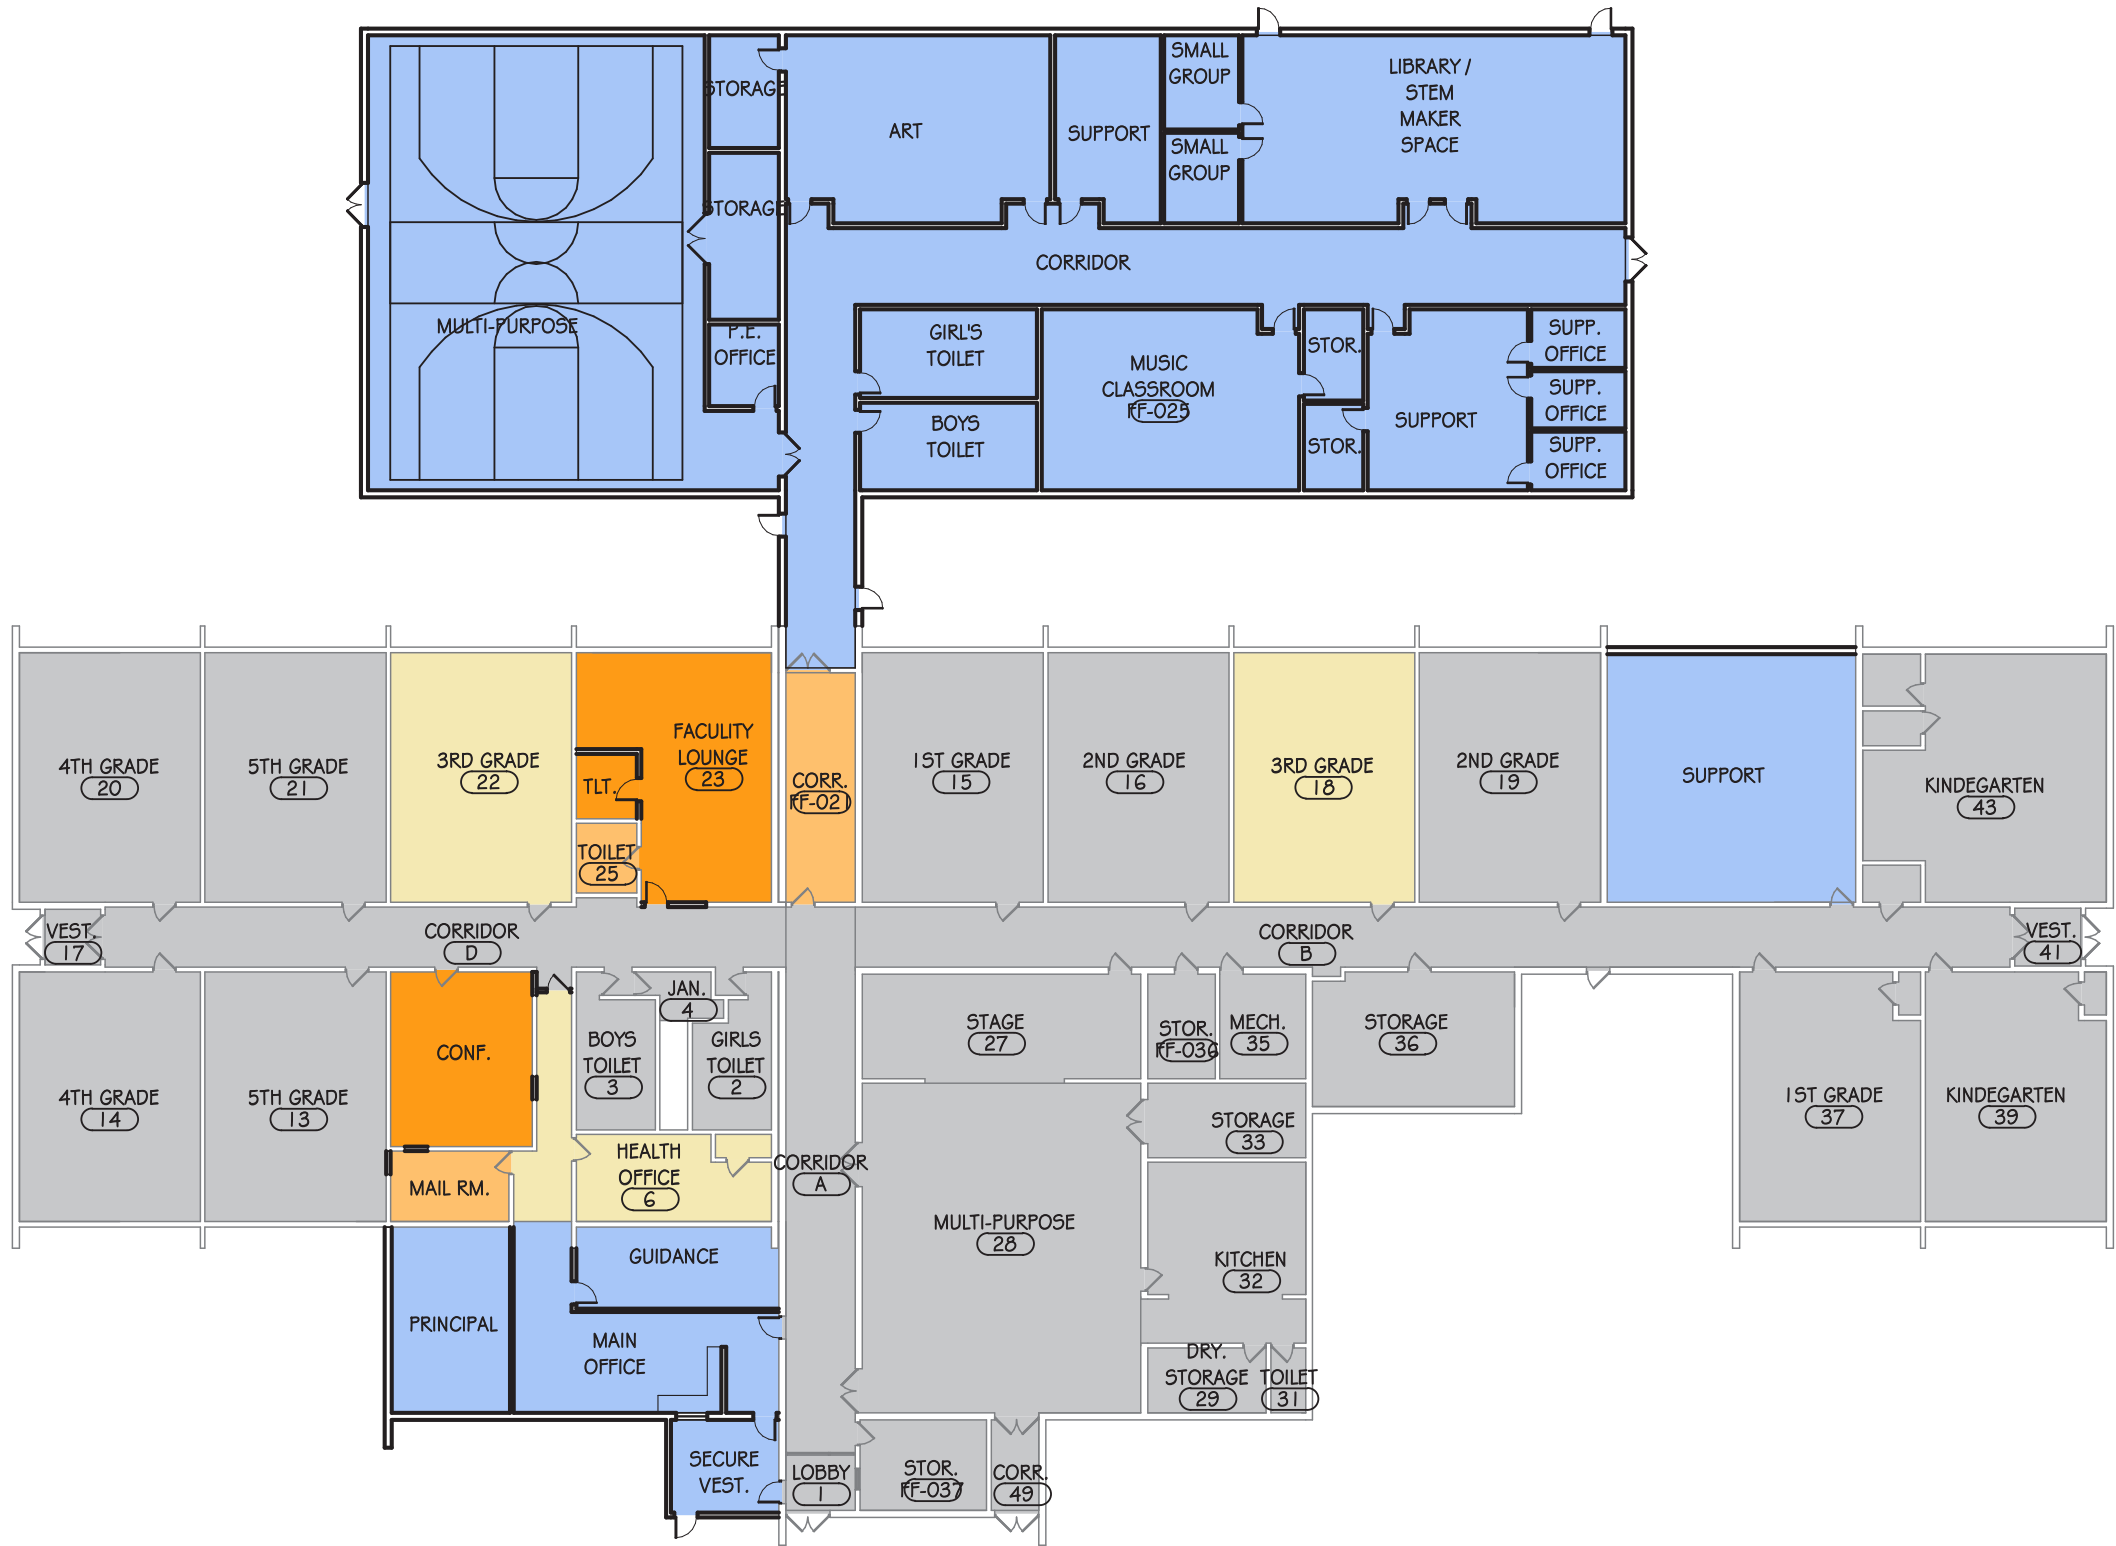 STORAGE
ART
SUPPORT
SMALL
GROUP
SMALL
GROUP
LIBRARY /
STEM
MAKER
SPACE
STORAGE
CORRIDOR
MULTI-PURPOSE
P.E.
OFFICE
GIRL'S
TOILET
BOYS
TOILET
MUSIC
CLASSROOM
FF-025
STOR.
STOR.
SUPPORT
SUPP.
OFFICE
SUPP.
OFFICE
SUPP.
OFFICE
4TH GRADE
20
5TH GRADE
21
3RD GRADE
22
FACULITY
LOUNGE
23
TLT.
TOILET
25
CORR.
FF-021
1ST GRADE
15
2ND GRADE
16
3RD GRADE
18
2ND GRADE
19
SUPPORT
KINDEGARTEN
43
VEST.
17
CORRIDOR
D
CORRIDOR
B
VEST.
41
4TH GRADE
14
5TH GRADE
13
CONF.
MAIL RM.
BOYS
TOILET
3
JAN.
4
GIRLS
TOILET
2
HEALTH
OFFICE
6
CORRIDOR
A
STAGE
27
STOR.
FF-036
MECH.
35
STORAGE
36
STORAGE
33
1ST GRADE
37
KINDEGARTEN
39
MULTI-PURPOSE
28
KITCHEN
32
DRY.
STORAGE
29
TOILET
31
GUIDANCE
PRINCIPAL
MAIN
OFFICE
SECURE
VEST.
LOBBY
1
STOR.
FF-037
CORR.
49